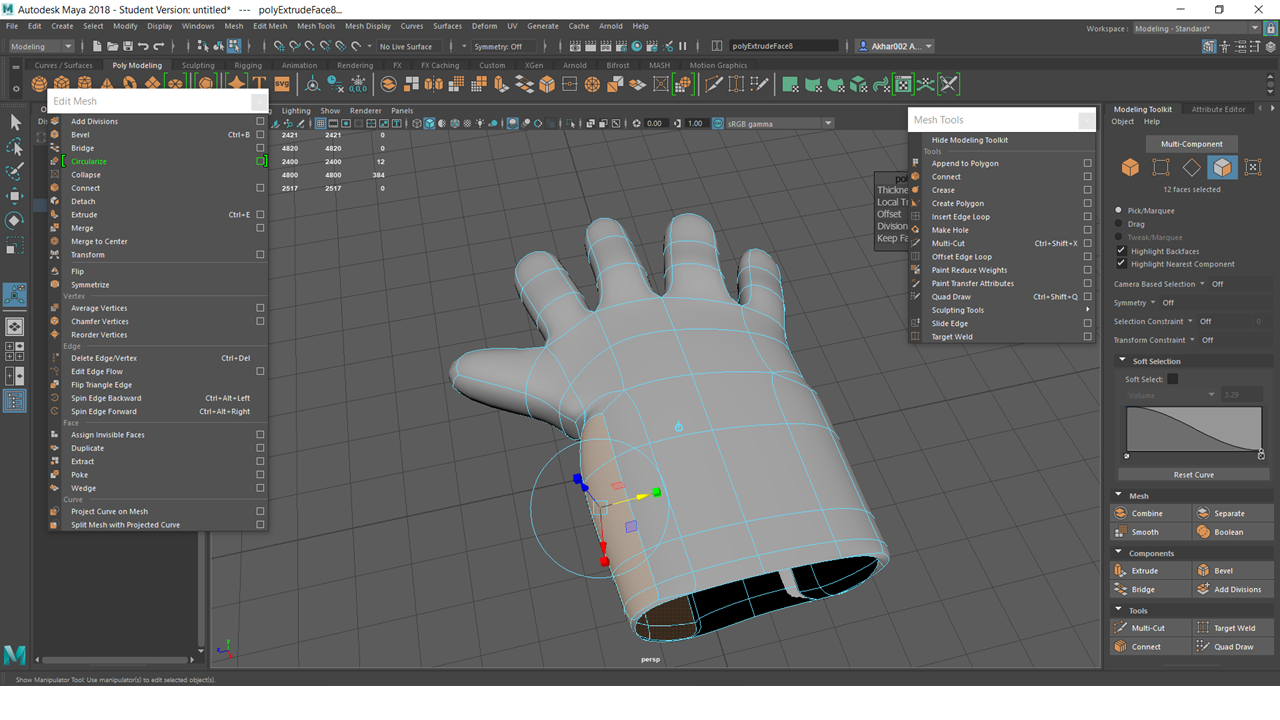 Autodesk Maya 2018 - Student Version: untitled* --- polyExtrudeFace8...
File Edit Create Select Modify Display Windows Mesh Edit Mesh Mesh Tools Mesh Display Curves Surfaces Deform UV Generate Cache Arnold Help
Workspace : Modeling - Standard*
Modeling No Live Surface Symmetry: Off polyExtrudeFace8 Akhar002 A...
Curves / Surfaces Poly Modeling Sculpting Rigging Animation Rendering FX FX Caching Custom XGen Arnold Bifrost MASH Motion Graphics
Edit Mesh
Add Divisions
Bevel Ctrl+B
Bridge
Circularize
Collapse
Connect
Detach
Extrude Ctrl+E
Merge
Merge to Center
Transform
Flip
Symmetrize
Vertex
Average Vertices
Chamfer Vertices
Reorder Vertices
Edge
Delete Edge/Vertex Ctrl+Del
Edit Edge Flow
Flip Triangle Edge
Spin Edge Backward Ctrl+Alt+Left
Spin Edge Forward Ctrl+Alt+Right
Face
Assign Invisible Faces
Duplicate
Extract
Poke
Wedge
Curve
Project Curve on Mesh
Split Mesh with Projected Curve
Lighting Show Renderer Panels
0.00 1.00 sRGB gamma
2421 2421 0
4820 4820 0
2400 2400 12
4800 4800 384
2517 2517 0
Thickne
Local Tr
Offset
Division
Keep Fa
persp
Mesh Tools
Hide Modeling Toolkit
Tools
Append to Polygon
Connect
Crease
Create Polygon
Insert Edge Loop
Make Hole
Multi-Cut Ctrl+Shift+X
Offset Edge Loop
Paint Reduce Weights
Paint Transfer Attributes
Quad Draw Ctrl+Shift+Q
Sculpting Tools
Slide Edge
Target Weld
Modeling Toolkit Attribute Editor
Object Help
Multi-Component
12 faces selected
Pick/Marquee
Drag
Tweak/Marquee
Highlight Backfaces
Highlight Nearest Component
Camera Based Selection Off
Symmetry Off
Selection Constraint Off 0
Transform Constraint Off
Soft Selection
Soft Select:
Volume 3.29
Reset Curve
Mesh
Combine Separate
Smooth Boolean
Components
Extrude Bevel
Bridge Add Divisions
Tools
Multi-Cut Target Weld
Connect Quad Draw
Show Manipulator Tool: Use manipulator(s) to edit selected object(s).